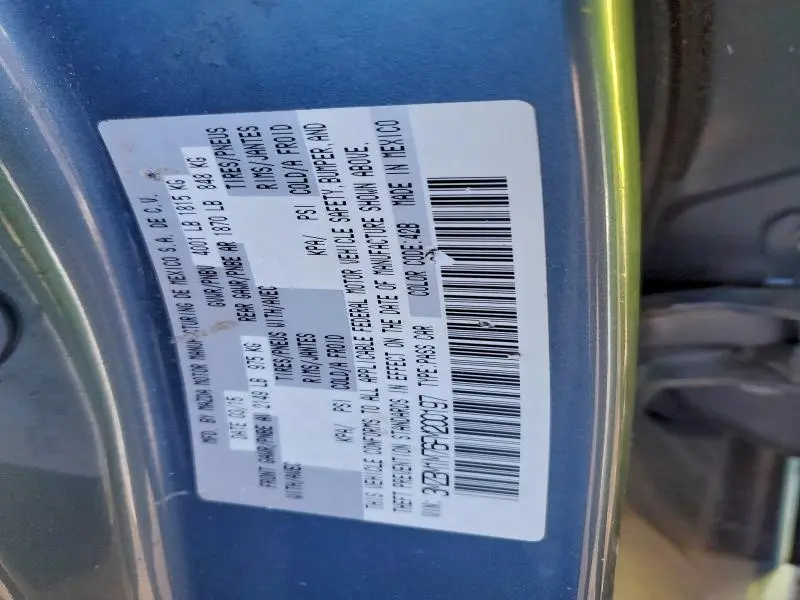 MFD. BY MAZDA MOTOR MANUFACTURING DE MEXICO S.A. DE C.V.
DATE GVWR/PNBV 4001 LB 1815 KG
FRONT GAWR/PNBE AV 2149 LB 975 KG REAR GAWR/PNBE AR 1870 LB 848 KG
WITH/AVEC TIRES/PNEUS WITH/AVEC TIRES/PNEUS
RIMS/JANTES RIMS/JANTES
KPA/ PSI COLD/A FROID KPA/ PSI COLD/A FROID
THIS VEHICLE CONFORMS TO ALL APPLICABLE FEDERAL MOTOR VEHICLE SAFETY, BUMPER, AND
THEFT PREVENTION STANDARDS IN EFFECT ON THE DATE OF MANUFACTURE SHOWN ABOVE.
VIN: TYPE:PASS CAR COLOR CODE:42B MADE IN MEXICO